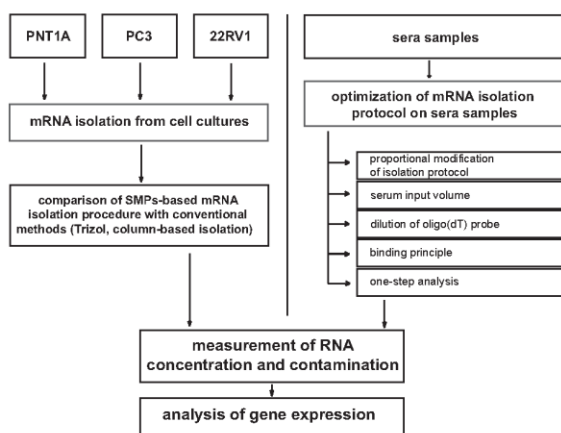 PNT1A
PC3
22RV1
mRNA isolation from cell cultures
comparison of SMPs-based mRNA
isolation procedure with conventional
methods (Trizol, column-based isolation)
sera samples
optimization of mRNA isolation
protocol on sera samples
proportional modification
of isolation protocol
serum input volume
dilution of oligo(dT) probe
binding principle
one-step analysis
measurement of RNA
concentration and contamination
analysis of gene expression